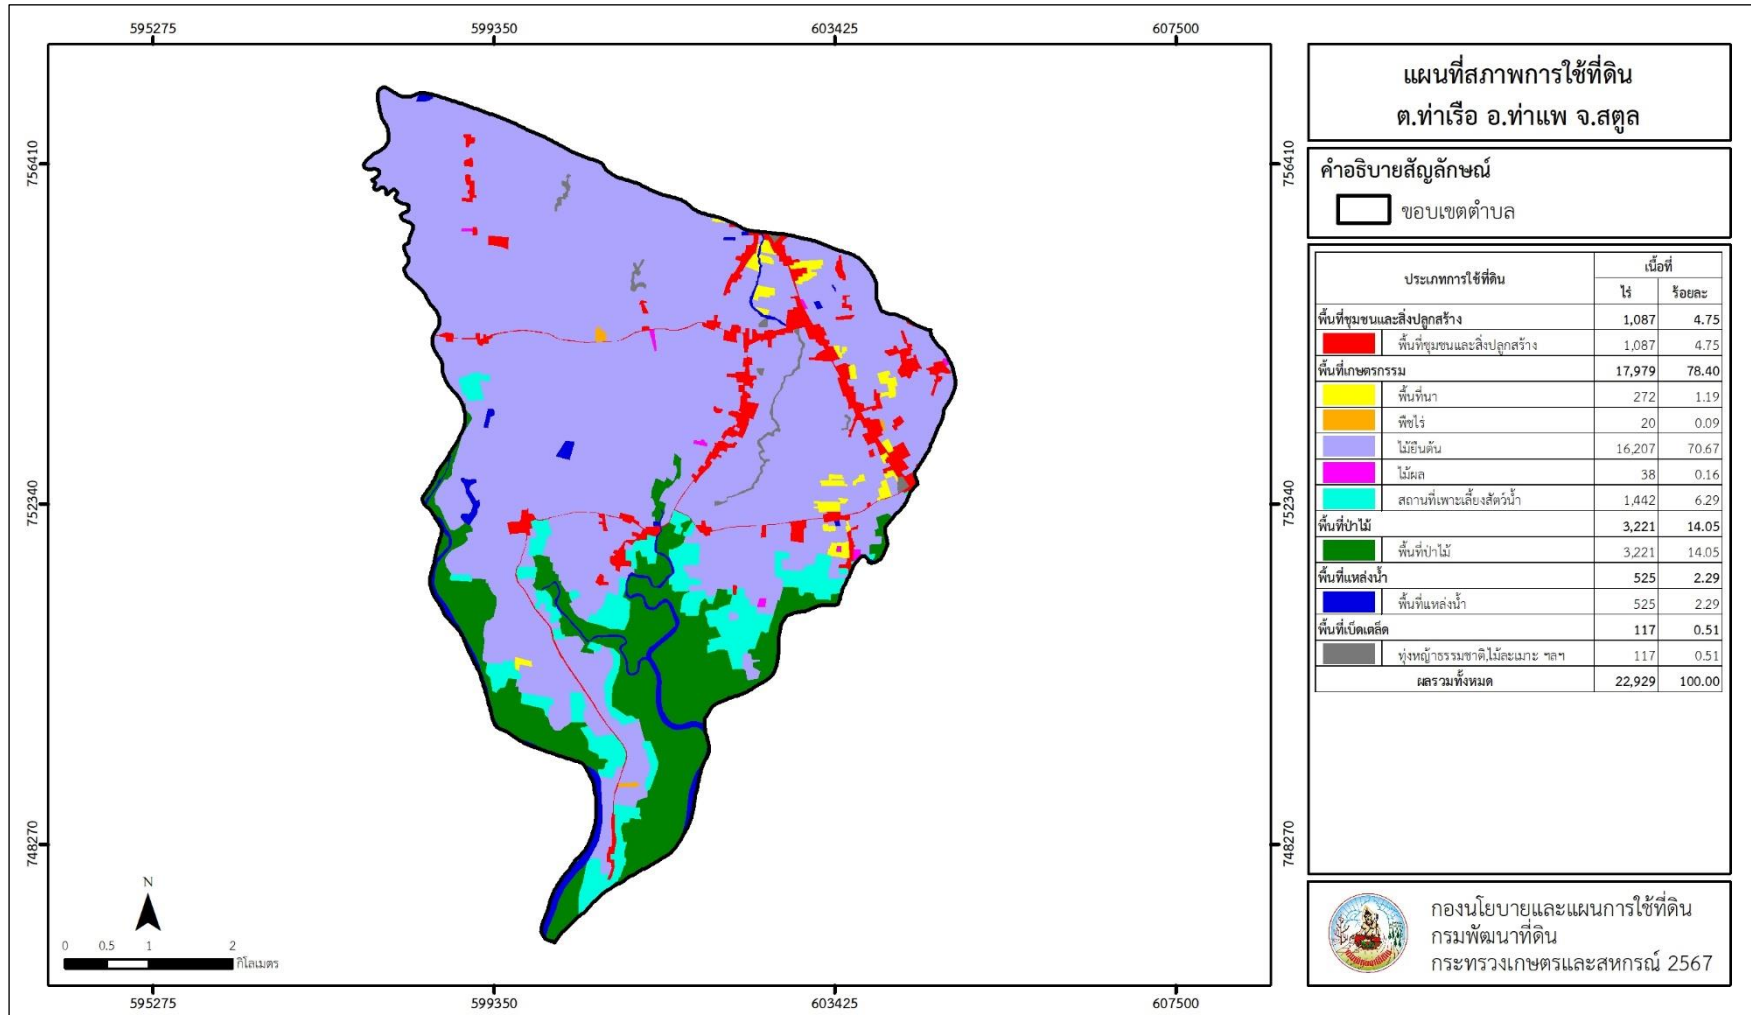 595275 599350 603425 607500
756410 756410
752340 752340
748270 748270
595275 599350 603425 607500
N
0 0.5 1 2
กิโลเมตร
แผนที่สภาพการใช้ที่ดิน
ต.ท่าเรือ อ.ท่าแพ จ.สตูล
คำอธิบายสัญลักษณ์
ขอบเขตตำบล
ประเภทการใช้ที่ดิน เนื้อที่
ไร่ ร้อยละ
พื้นที่ชุมชนและสิ่งปลูกสร้าง 1,087 4.75
พื้นที่ชุมชนและสิ่งปลูกสร้าง 1,087 4.75
พื้นที่เกษตรกรรม 17,979 78.40
พื้นที่นา 272 1.19
พืชไร่ 20 0.09
ไม้ยืนต้น 16,207 70.67
ไม้ผล 38 0.16
สถานที่เพาะเลี้ยงสัตว์น้ำ 1,442 6.29
พื้นที่ป่าไม้ 3,221 14.05
พื้นที่ป่าไม้ 3,221 14.05
พื้นที่แหล่งน้ำ 525 2.29
พื้นที่แหล่งน้ำ 525 2.29
พื้นที่เบ็ดเตล็ด 117 0.51
ทุ่งหญ้าธรรมชาติ,ไม้ละเมาะ ฯลฯ 117 0.51
ผลรวมทั้งหมด 22,929 100.00
กองนโยบายและแผนการใช้ที่ดิน
กรมพัฒนาที่ดิน
กระทรวงเกษตรและสหกรณ์ 2567